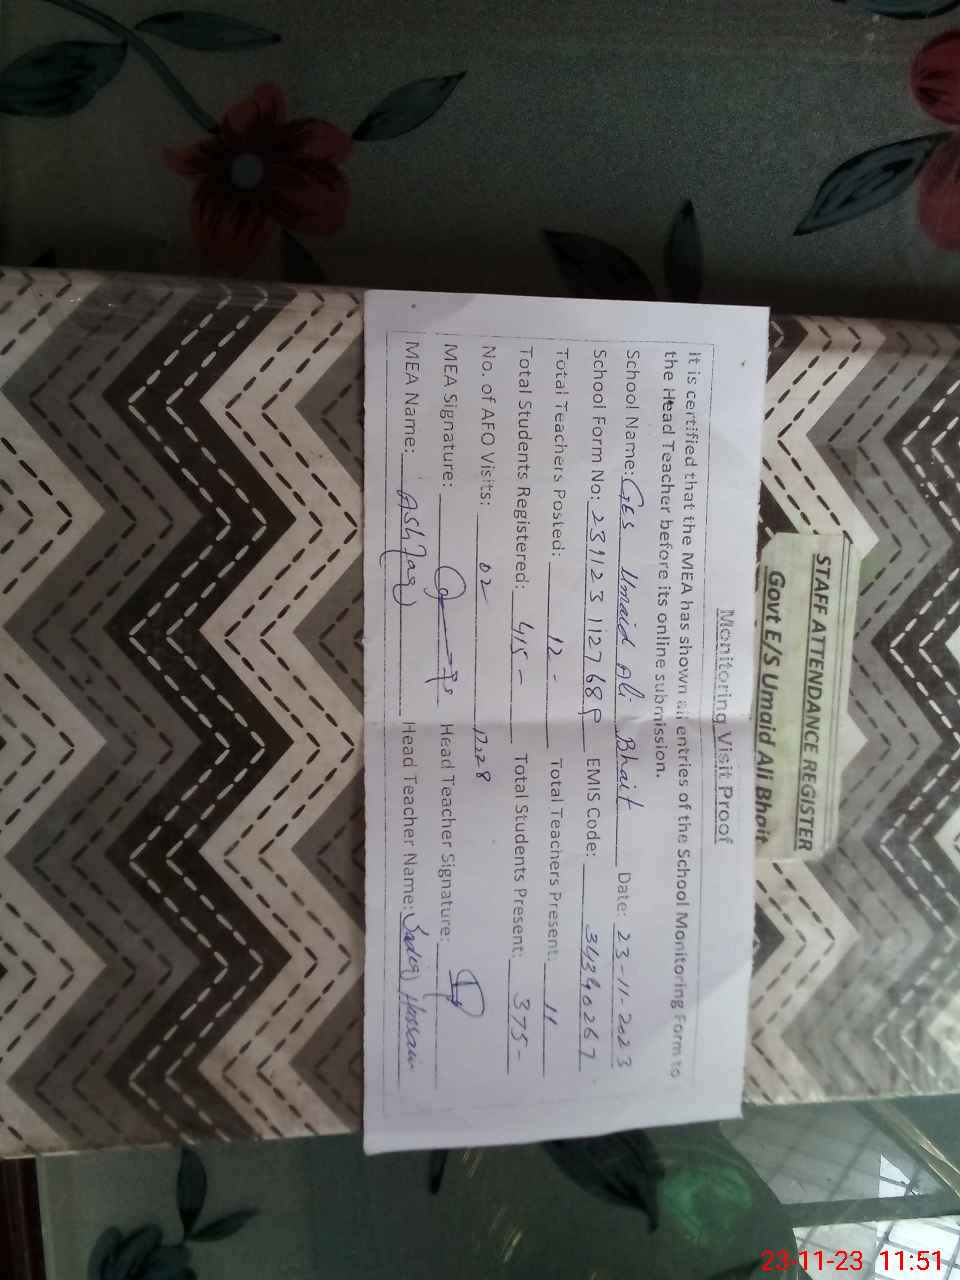 STAFF ATTENDANCE REGISTER
Govt E/S Umaid Ali Bhait
Monitoring Visit Proof
It is certified that the MEA has shown all entries of the School Monitoring Form to
the Head Teacher before its online submission.
School Name: GES Umaid Ali Bhait Date: 23-11-2023
School Form No: EMIS Code: 34340267
Total Teachers Posted: 12- Total Teachers Present: 11
Total Students Registered: 415- Total Students Present: 375-
No. of AFO Visits: 02
MEA Signature: Head Teacher Signature:
MEA Name: Ashfaq Head Teacher Name: Sadiq Hussain
23-11-23 11:51